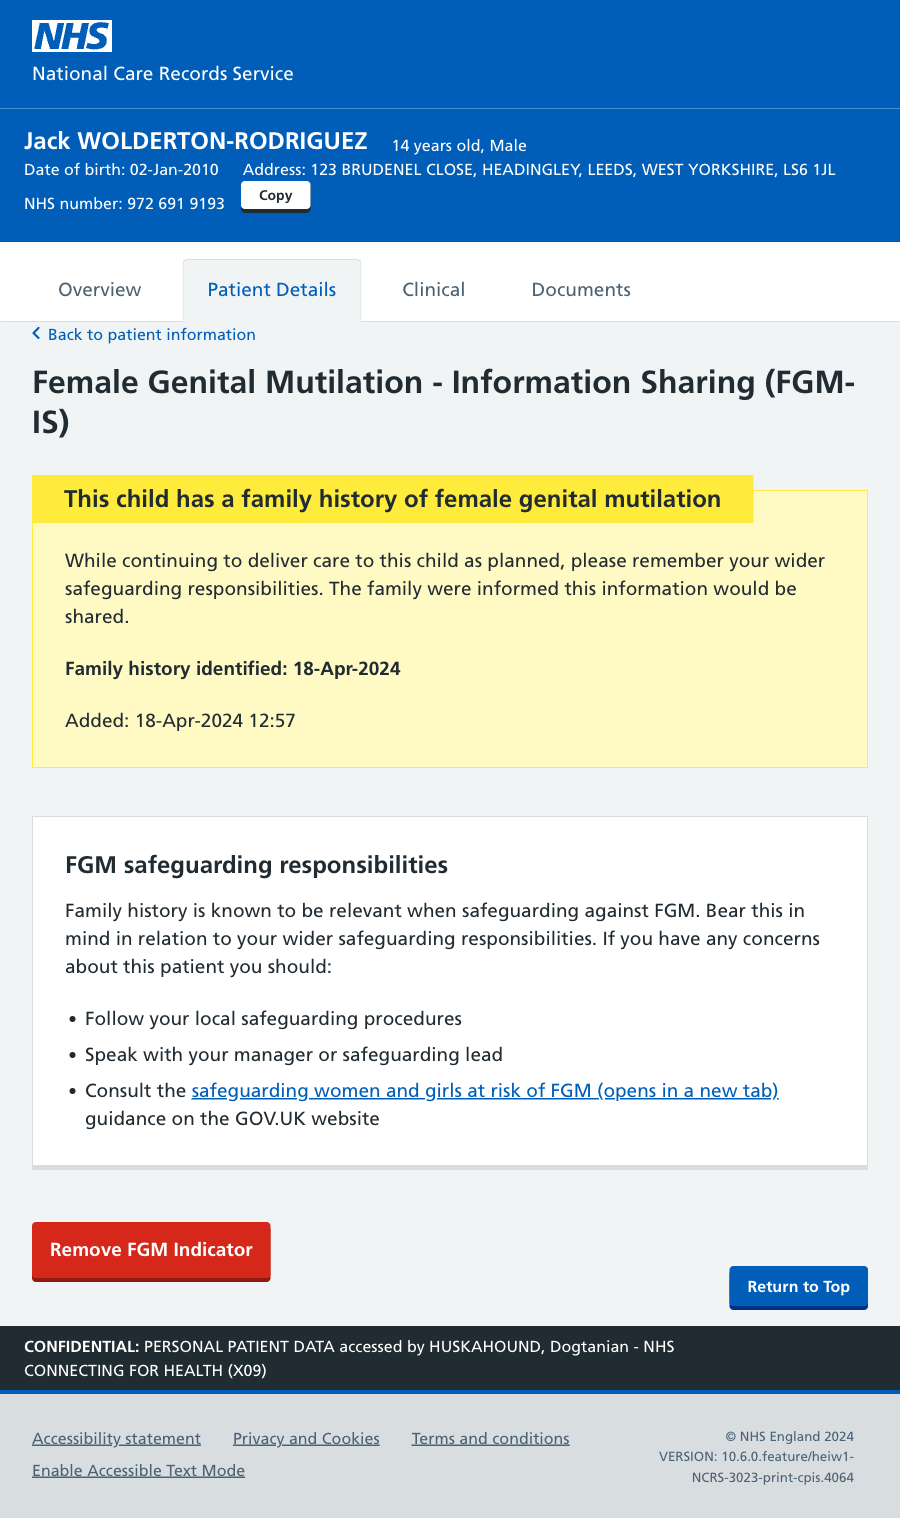 NHS
National Care Records Service
Jack WOLDERTON-RODRIGUEZ 14 years old, Male
Date of birth: 02-Jan-2010 Address: 123 BRUDENEL CLOSE, HEADINGLEY, LEEDS, WEST YORKSHIRE, LS6 1JL
NHS number: 972 691 9193 Copy
Overview Patient Details Clinical Documents
Back to patient information
Female Genital Mutilation - Information Sharing (FGM-
IS)
This child has a family history of female genital mutilation
While continuing to deliver care to this child as planned, please remember your wider
safeguarding responsibilities. The family were informed this information would be
shared.
Family history identified: 18-Apr-2024
Added: 18-Apr-2024 12:57
FGM safeguarding responsibilities
Family history is known to be relevant when safeguarding against FGM. Bear this in
mind in relation to your wider safeguarding responsibilities. If you have any concerns
about this patient you should:
• Follow your local safeguarding procedures
• Speak with your manager or safeguarding lead
• Consult the safeguarding women and girls at risk of FGM (opens in a new tab)
guidance on the GOV.UK website
Remove FGM Indicator
Return to Top
CONFIDENTIAL: PERSONAL PATIENT DATA accessed by HUSKAHOUND, Dogtanian - NHS
CONNECTING FOR HEALTH (X09)
Accessibility statement Privacy and Cookies Terms and conditions
Enable Accessible Text Mode
© NHS England 2024
VERSION: 10.6.0.feature/heiw1-
NCRS-3023-print-cpis.4064